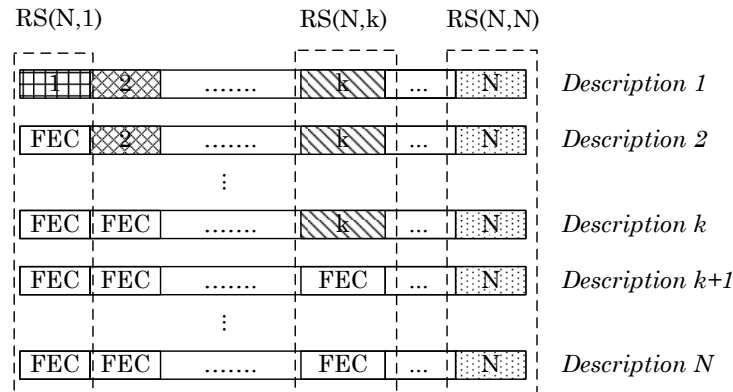 RS(N,1) RS(N,k) RS(N,N)
1 2 ....... k ... N Description 1
FEC 2 ....... k ... N Description 2
⋮
FEC FEC ....... k ... N Description k
FEC FEC ....... FEC ... N Description k+1
⋮
FEC FEC ....... FEC ... N Description N